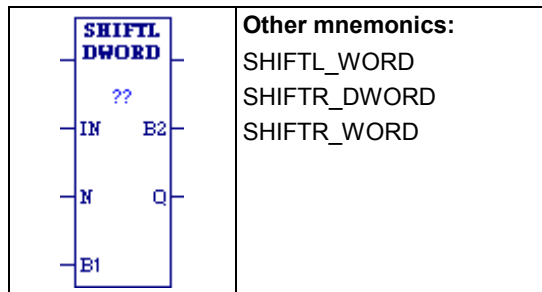 SHIFTL
DWORD
??
IN B2
N Q
B1
Other mnemonics:
SHIFTL_WORD
SHIFTR_DWORD
SHIFTR_WORD